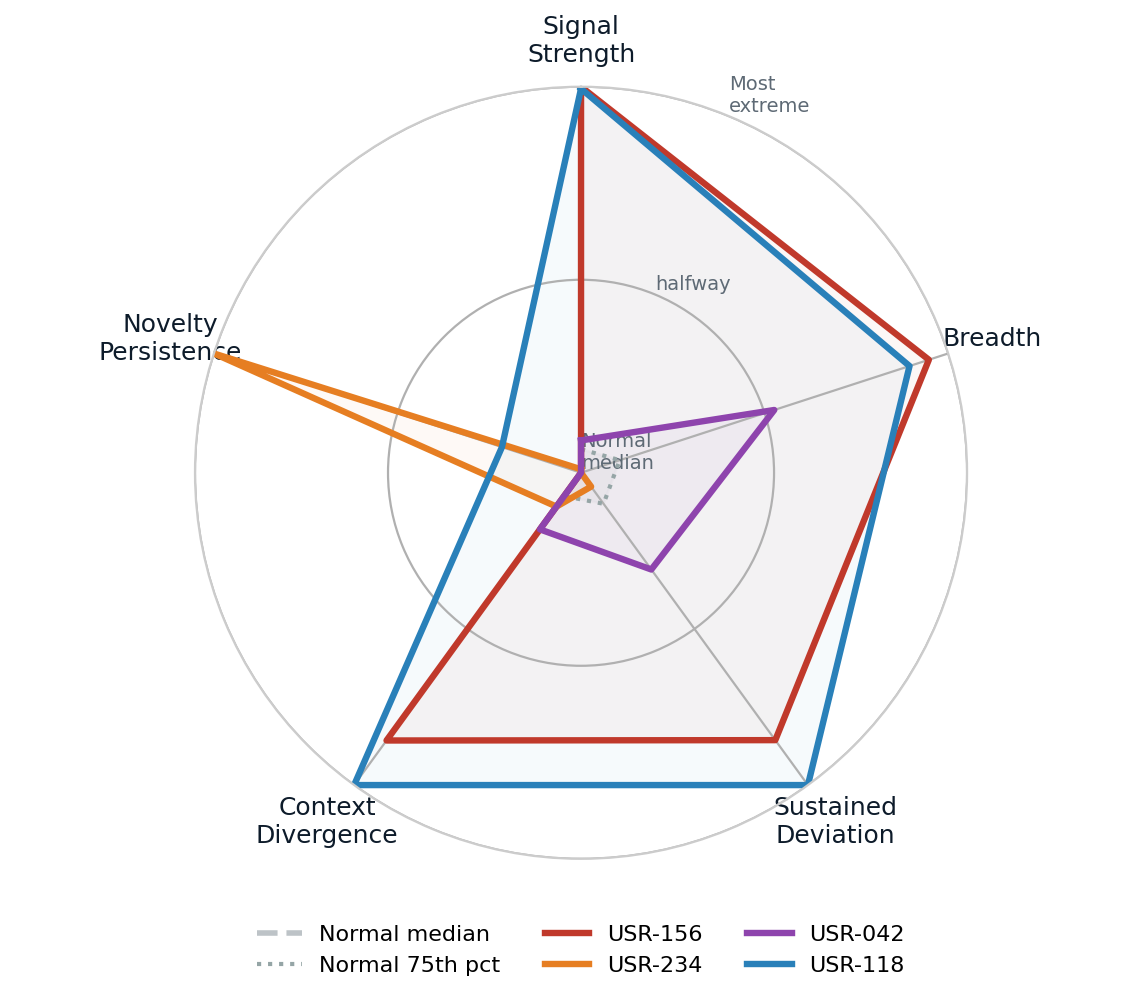 Signal
Strength
Most
extreme
halfway
Novelty
Persistence
Breadth
Normal
median
Context
Divergence
Sustained
Deviation
Normal median
Normal 75th pct
USR-156
USR-234
USR-042
USR-118